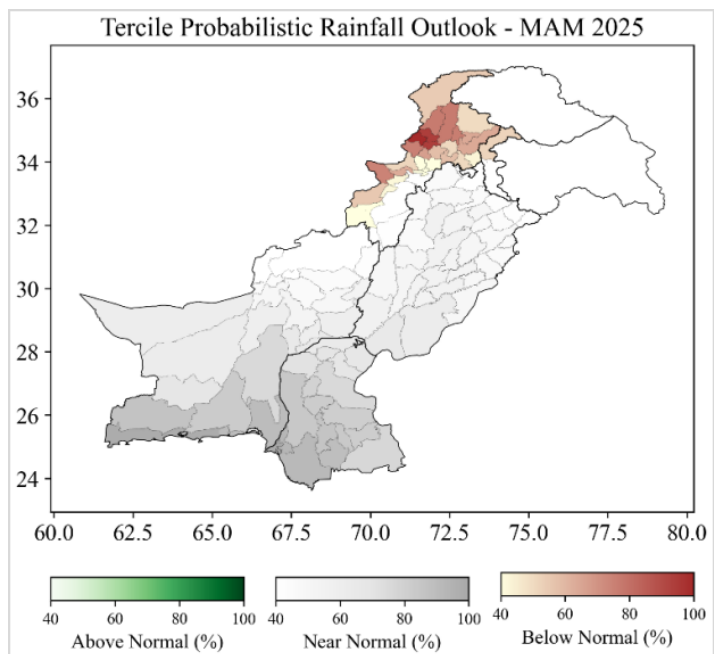 Tercile Probabilistic Rainfall Outlook - MAM 2025
36
34
32
30
28
26
24
60.0 62.5 65.0 67.5 70.0 72.5 75.0 77.5 80.0
40 60 80 100
Above Normal (%)
40 60 80 100
Near Normal (%)
40 60 80 100
Below Normal (%)